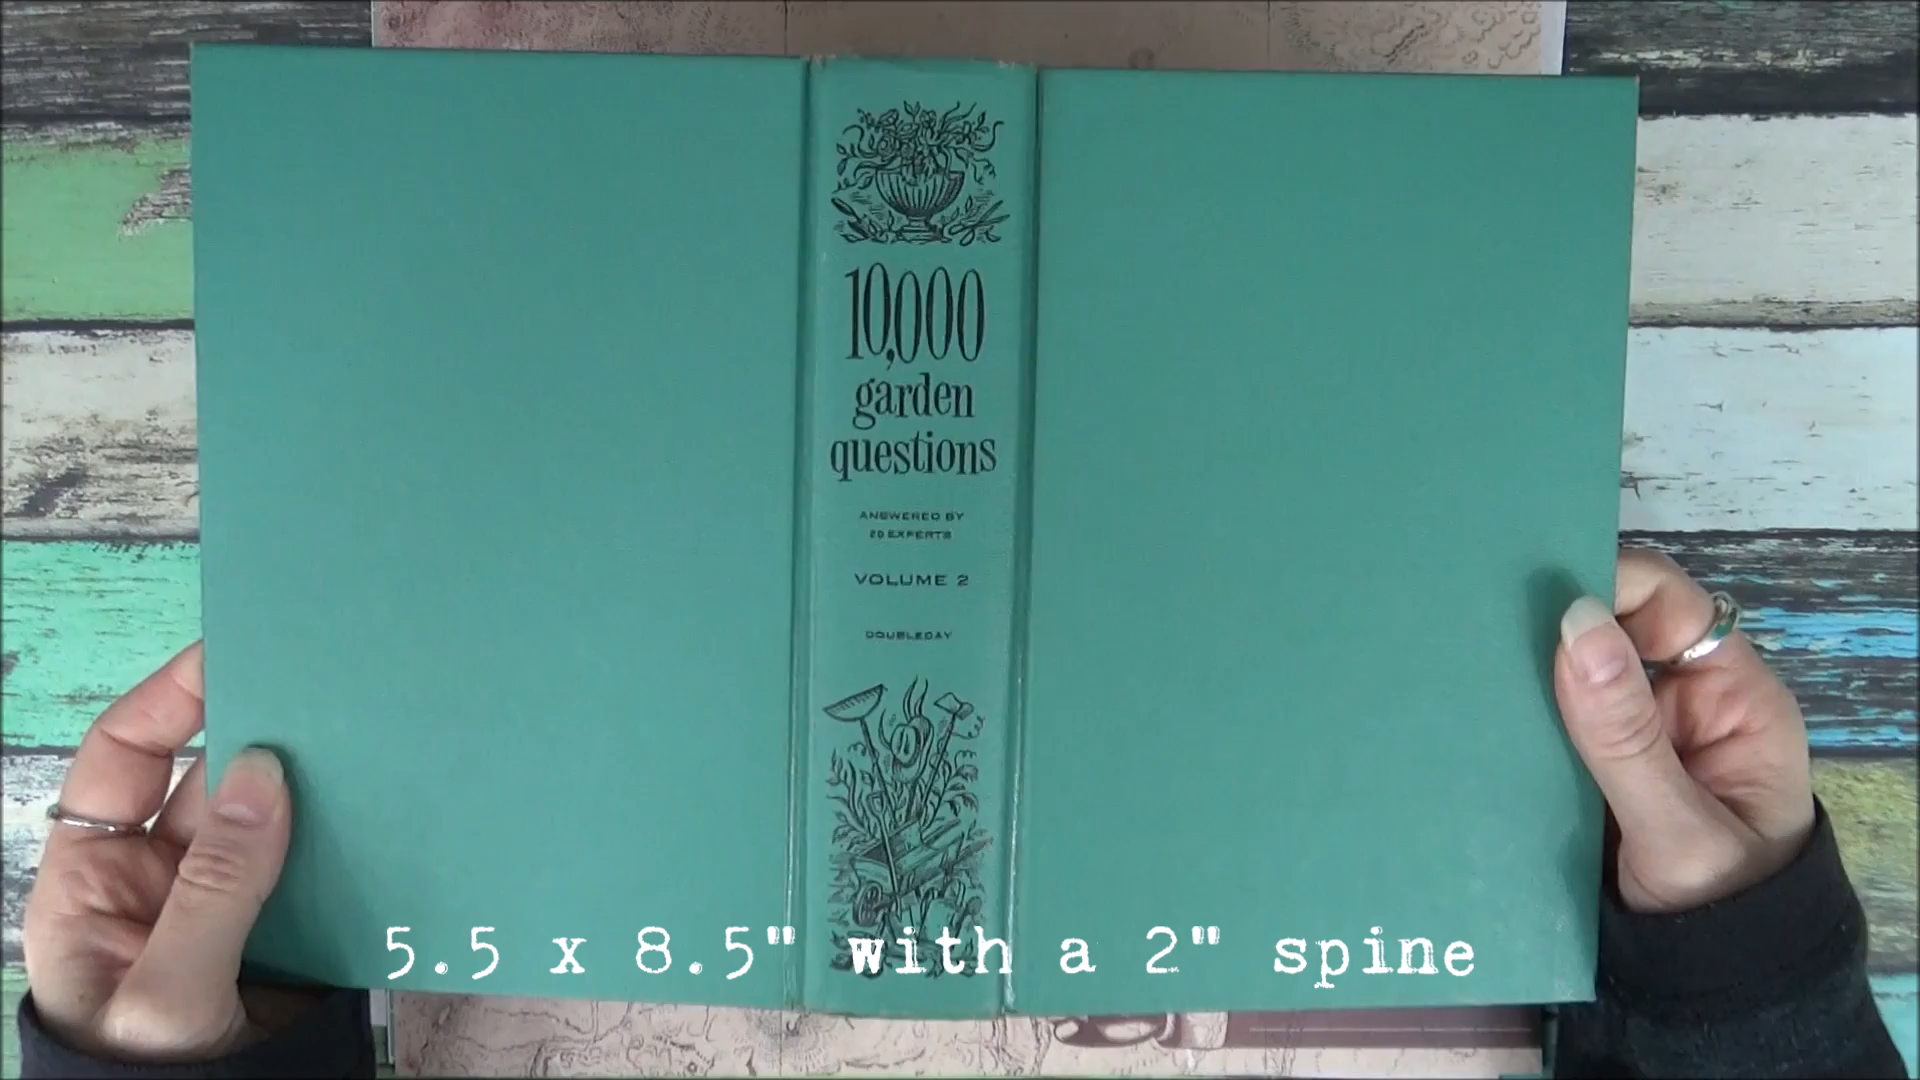 10,000
garden
questions
ANSWERED BY
20 EXPERTS
VOLUME 2
DOUBLEDAY
5.5 x 8.5" with a 2" spine